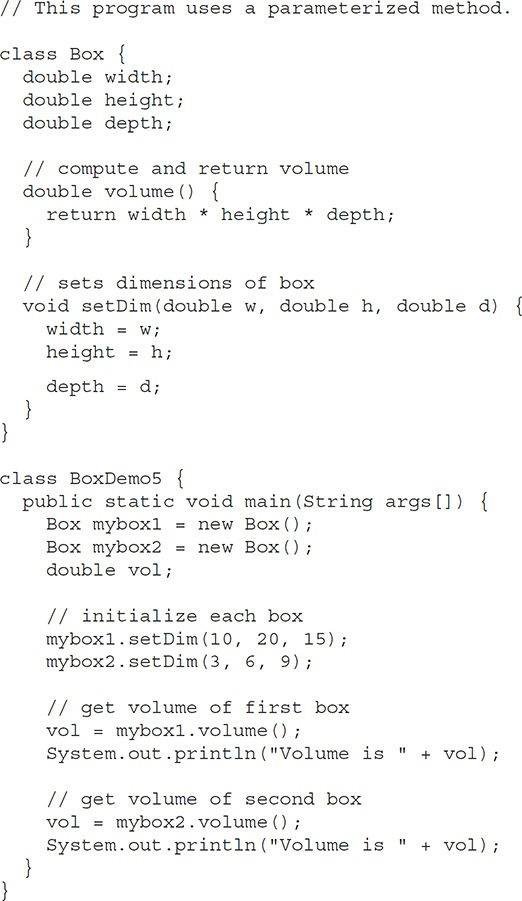 // This program uses a parameterized method.
class Box {
  double width;
  double height;
  double depth;
  // compute and return volume
  double volume() {
    return width * height * depth;
  }
  // sets dimensions of box
  void setDim(double w, double h, double d) {
    width = w;
    height = h;
    depth = d;
  }
}
class BoxDemo5 {
  public static void main(String args[]) {
    Box mybox1 = new Box();
    Box mybox2 = new Box();
    double vol;
    // initialize each box
    mybox1.setDim(10, 20, 15);
    mybox2.setDim(3, 6, 9);
    // get volume of first box
    vol = mybox1.volume();
    System.out.println("Volume is " + vol);
    // get volume of second box
    vol = mybox2.volume();
    System.out.println("Volume is " + vol);
  }
}